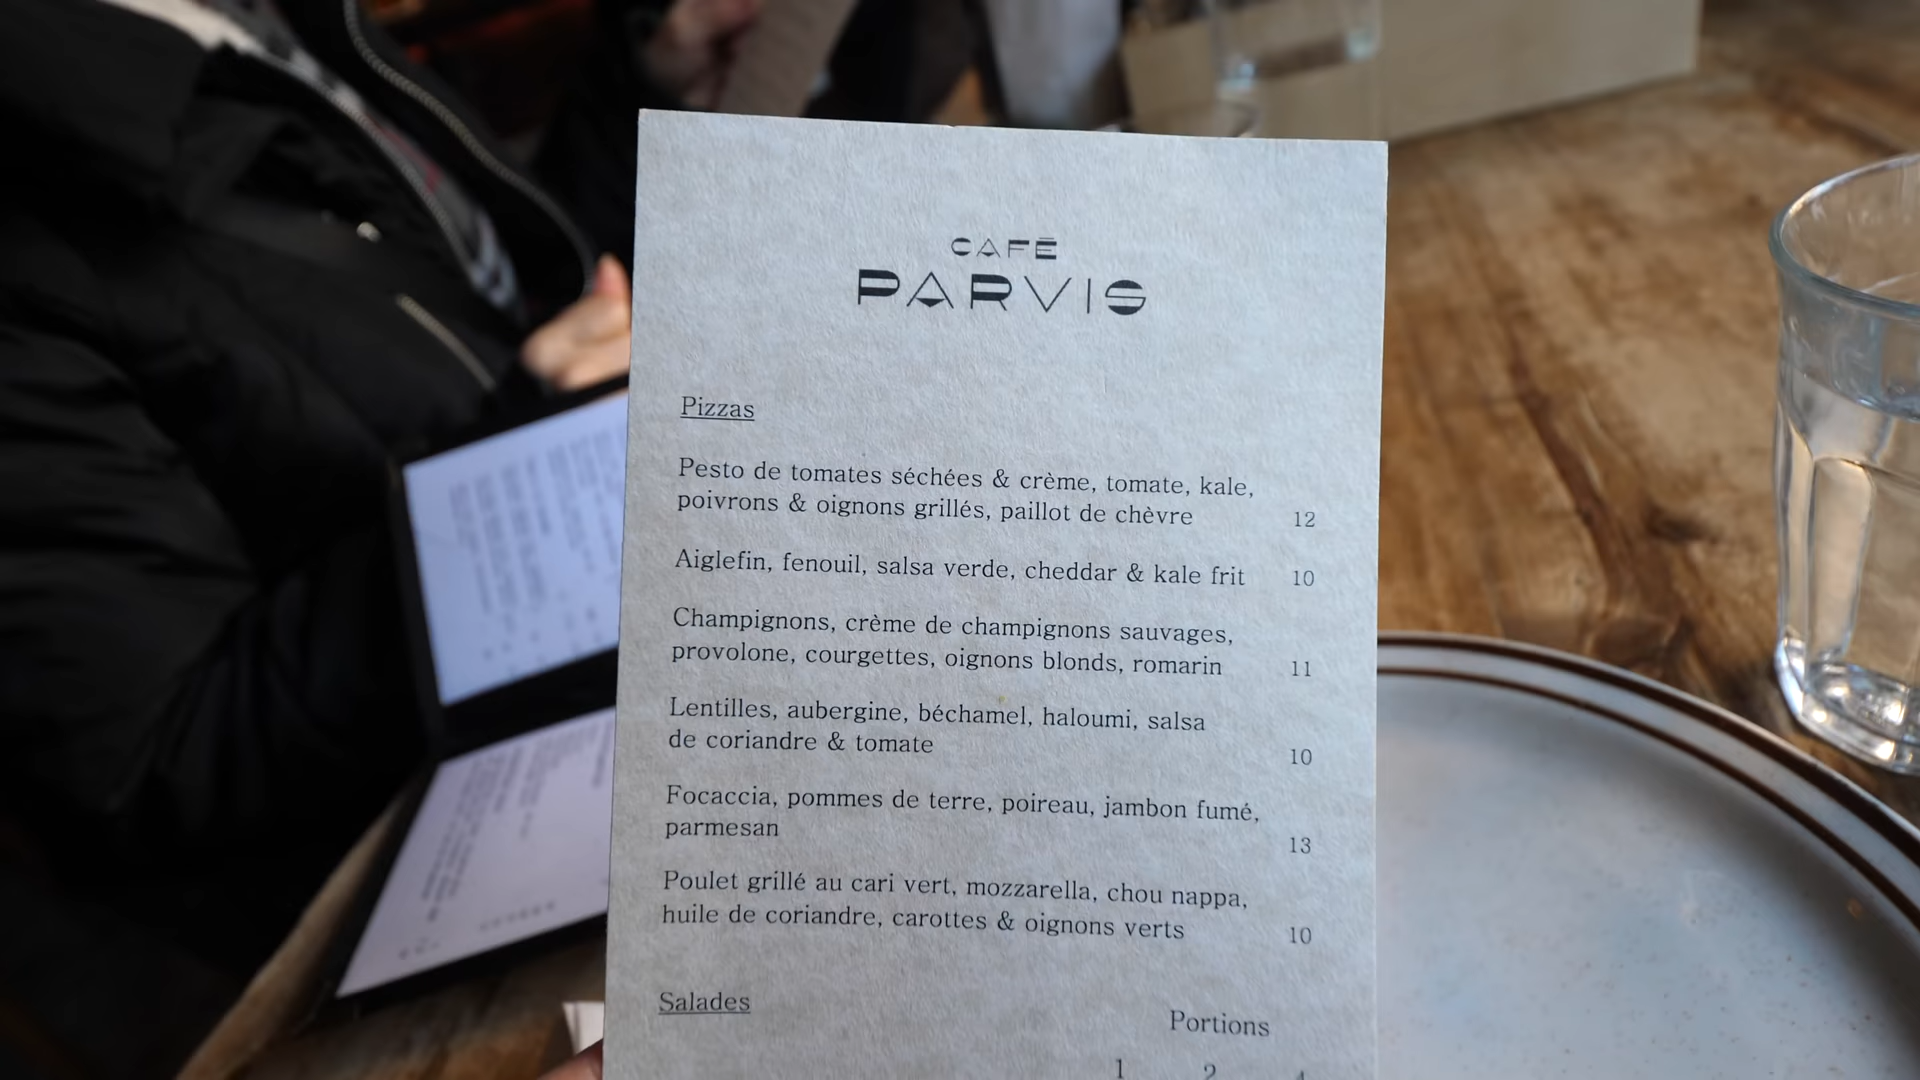 CAFÉ
PARVIS
Pizzas
Pesto de tomates séchées & crème, tomate, kale,
poivrons & oignons grillés, paillot de chèvre 12
Aiglefin, fenouil, salsa verde, cheddar & kale frit 10
Champignons, crème de champignons sauvages,
provolone, courgettes, oignons blonds, romarin 11
Lentilles, aubergine, béchamel, haloumi, salsa
de coriandre & tomate 10
Focaccia, pommes de terre, poireau, jambon fumé,
parmesan 13
Poulet grillé au cari vert, mozzarella, chou nappa,
huile de coriandre, carottes & oignons verts 10
Salades
Portions
1 2